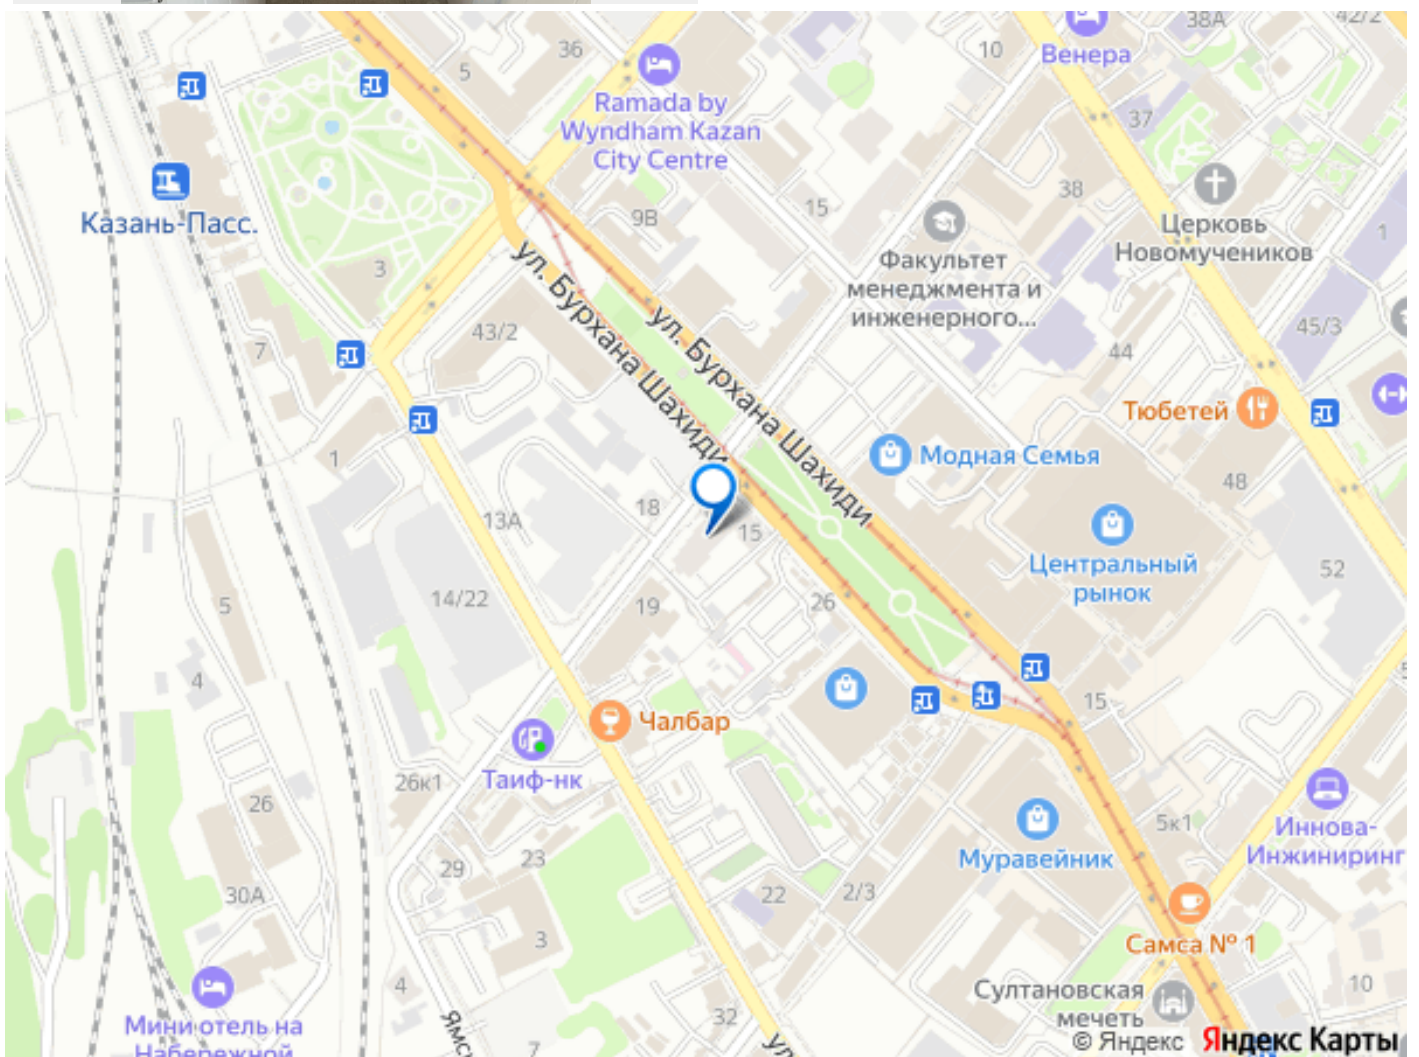 36
5
10
38А
42/2
Венера
Ramada by
Wyndham Kazan
City Centre
37
38
Казань-Пасс.
9В
15
Церковь
Новомучеников
1
Факультет
менеджмента и
инженерного...
3
ул. Бурхана Шахиди
ул. Бурхана Шахиди
43/2
7
45/3
44
Тюбетей
Модная Семья
1
48
18
13А
15
Центральный
рынок
52
5
14/22
19
26
4
15
Чалбар
Таиф-нк
26к1
26
5к1
Иннова-
Инжиниринг
Муравейник
29
23
30А
22
2/3
3
Самса № 1
4
Султановская
мечеть
10
Мини отель на
Набережной
Ямск
7
32
ул
© Яндекс Яндекс Карты